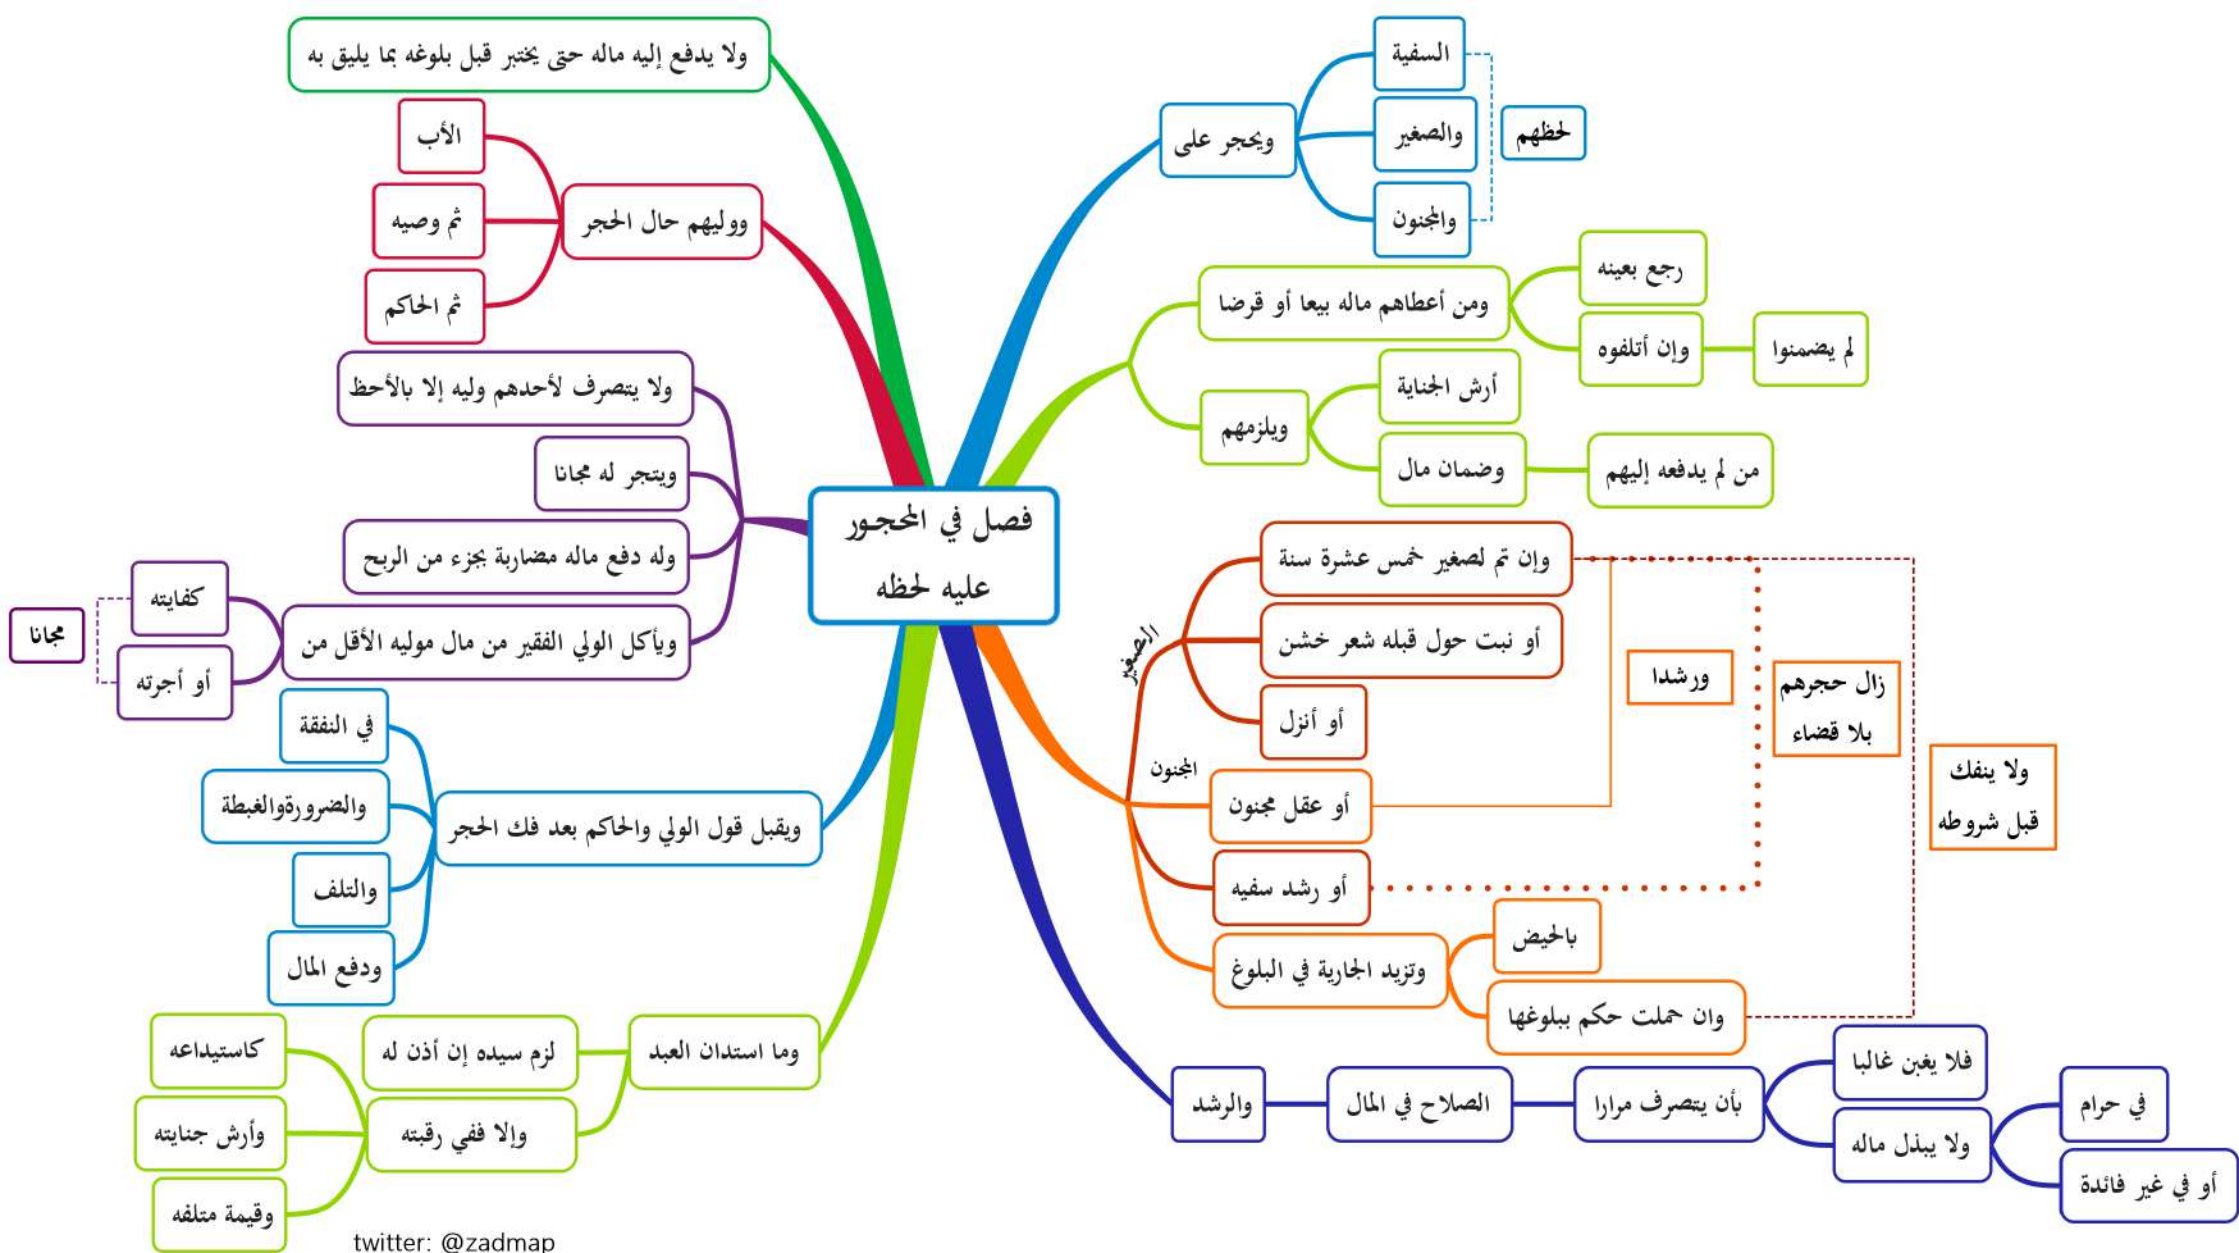 فصل في المحجور
عليه لحظه
ويحجر على
السفية
والصغير
والمجنون
لحظهم
ومن أعطاهم ماله بيعا أو قرضا
رجع بعينه
وإن أتلفوه
لم يضمنوا
ويلزمهم
أرش الجناية
وضمان مال
من لم يدفعه إليهم
الصغير
وإن تم لصغير خمس عشرة سنة
أو نبت حول قبله شعر خشن
أو أنزل
المجنون
أو عقل مجنون
ورشدا
أو رشد سفيه
زال حجرهم
بلا قضاء
وتزيد الجارية في البلوغ
بالحيض
وان حملت حكم ببلوغها
ولا ينفك
قبل شروطه
والرشد
الصلاح في المال
بأن يتصرف مرارا
فلا يغبن غالبا
ولا يبذل ماله
في حرام
أو في غير فائدة
ولا يدفع إليه ماله حتى يختبر قبل بلوغه بما يليق به
ووليهم حال الحجر
الأب
ثم وصيه
ثم الحاكم
ولا يتصرف لأحدهم وليه إلا بالأحظ
ويتجر له مجانا
وله دفع ماله مضاربة بجزء من الربح
ويأكل الولي الفقير من مال موليه الأقل من
كفايته
أو أجرته
مجانا
ويقبل قول الولي والحاكم بعد فك الحجر
في النفقة
والضرورةوالغبطة
والتلف
ودفع المال
وما استدان العبد
لزم سيده إن أذن له
وإلا ففي رقبته
كاستيداعه
وأرش جنايته
وقيمة متلفه
twitter: @zadmap